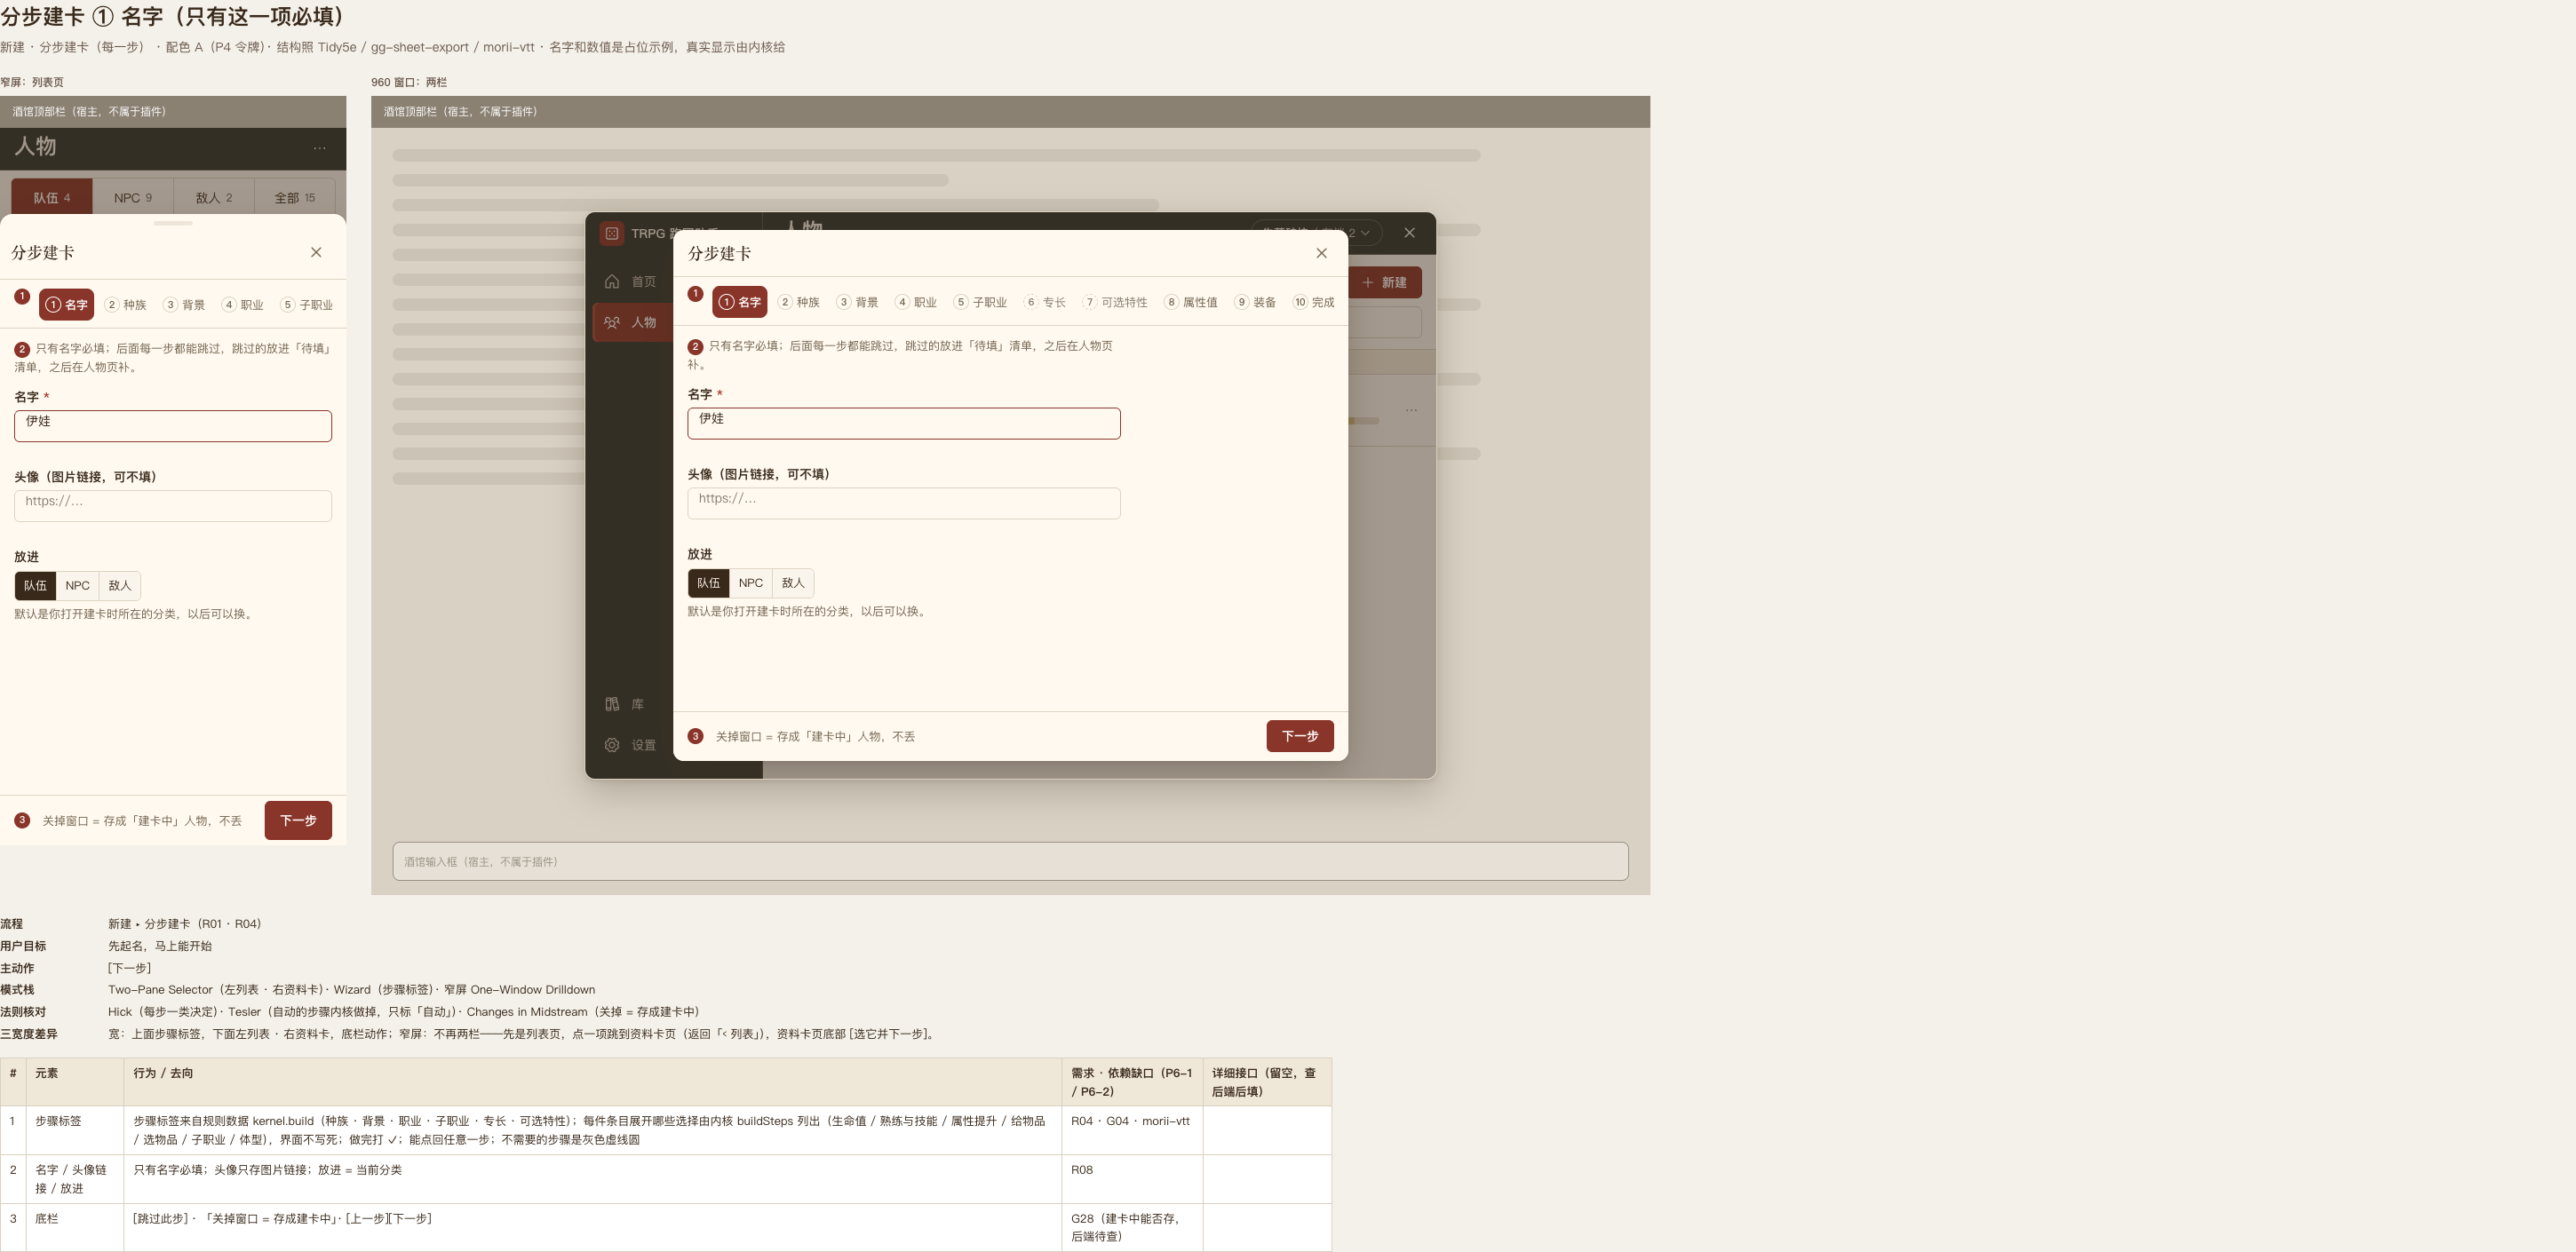 分步建卡 ① 名字（只有这一项必填）
新建 · 分步建卡（每一步） · 配色 A（P4 令牌）· 结构照 Tidy5e / gg-sheet-export / morii-vtt · 名字和数值是占位示例，真实显示由内核给
窄屏：列表页
酒馆顶部栏（宿主，不属于插件）
人物
···
队伍 4
NPC 9
敌人 2
全部 15
分步建卡
1
1 名字
2 种族
3 背景
4 职业
5 子职业
2 只有名字必填；后面每一步都能跳过，跳过的放进「待填」
清单，之后在人物页补。
名字 *
伊娃
头像（图片链接，可不填）
https://...
放进
队伍
NPC
敌人
默认是你打开建卡时所在的分类，以后可以换。
3 关掉窗口 = 存成「建卡中」人物，不丢
下一步
960 窗口：两栏
酒馆顶部栏（宿主，不属于插件）
TRPG
人物
2
首页
人物
库
设置
+ 新建
···
分步建卡
1
1 名字
2 种族
3 背景
4 职业
5 子职业
6 专长
7 可选特性
8 属性值
9 装备
10 完成
2 只有名字必填；后面每一步都能跳过，跳过的放进「待填」清单，之后在人物页
补。
名字 *
伊娃
头像（图片链接，可不填）
https://...
放进
队伍
NPC
敌人
默认是你打开建卡时所在的分类，以后可以换。
3 关掉窗口 = 存成「建卡中」人物，不丢
下一步
酒馆输入框（宿主，不属于插件）
流程 新建 ‣ 分步建卡（R01 · R04）
用户目标 先起名，马上能开始
主动作 [下一步]
模式栈 Two-Pane Selector（左列表 · 右资料卡）· Wizard（步骤标签）· 窄屏 One-Window Drilldown
法则核对 Hick（每步一类决定）· Tesler（自动的步骤内核做掉，只标「自动」）· Changes in Midstream（关掉 = 存成建卡中）
三宽度差异 宽：上面步骤标签，下面左列表 · 右资料卡，底栏动作；窄屏：不再两栏——先是列表页，点一项跳到资料卡页（返回「‹ 列表」），资料卡页底部 [选它并下一步]。
# 元素 行为 / 去向 需求 · 依赖缺口（P6-1
/ P6-2） 详细接口（留空，查
后端后填）
1 步骤标签 步骤标签来自规则数据 kernel.build（种族 · 背景 · 职业 · 子职业 · 专长 · 可选特性）；每件条目展开哪些选择由内核 buildSteps 列出（生命值 / 熟练与技能 / 属性提升 / 给物品
/ 选物品 / 子职业 / 体型），界面不写死；做完打 ✓；能点回任意一步；不需要的步骤是灰色虚线圆 R04 · G04 · morii-vtt
2 名字 / 头像链
接 / 放进 只有名字必填；头像只存图片链接；放进 = 当前分类 R08
3 底栏 [跳过此步] · 「关掉窗口 = 存成建卡中」· [上一步][下一步] G28（建卡中能否存，
后端待查）